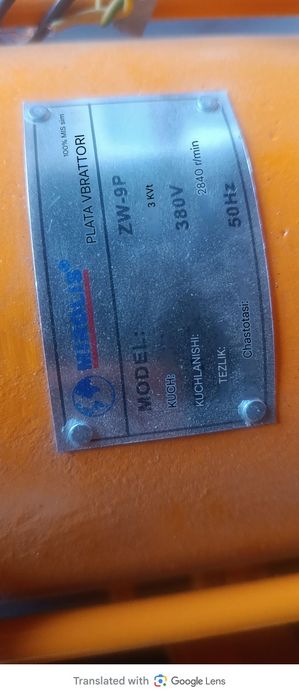 100% MIS sim
PLATA VBRATTORI
MODEL: ZW-9P
KUCHI: 3 KVt
KUCHLANISHI: 380V
TEZLIK: 2840 r/min
Chastotasi: 50Hz
Translated with Google Lens